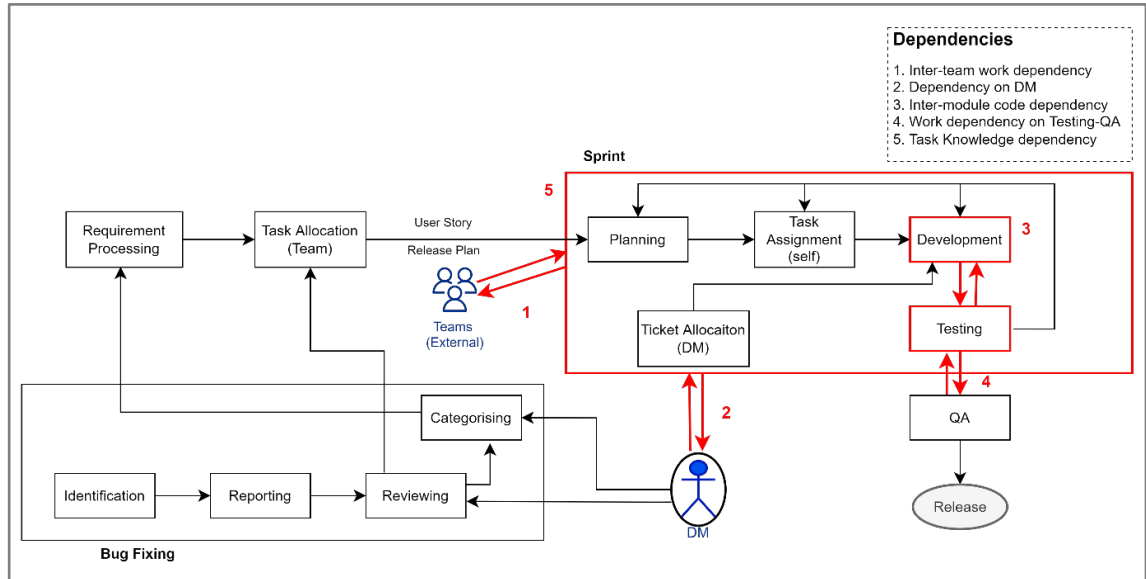 Dependencies
1. Inter-team work dependency
2. Dependency on DM
3. Inter-module code dependency
4. Work dependency on Testing-QA
5. Task Knowledge dependency
Sprint
5
Requirement
Processing
Task Allocation
(Team)
User Story
Release Plan
Planning
Task
Assignment
(self)
Development
3
1
Teams
(External)
Ticket Allocaiton
(DM)
Testing
4
2
Categorising
QA
Identification
Reporting
Reviewing
DM
Release
Bug Fixing